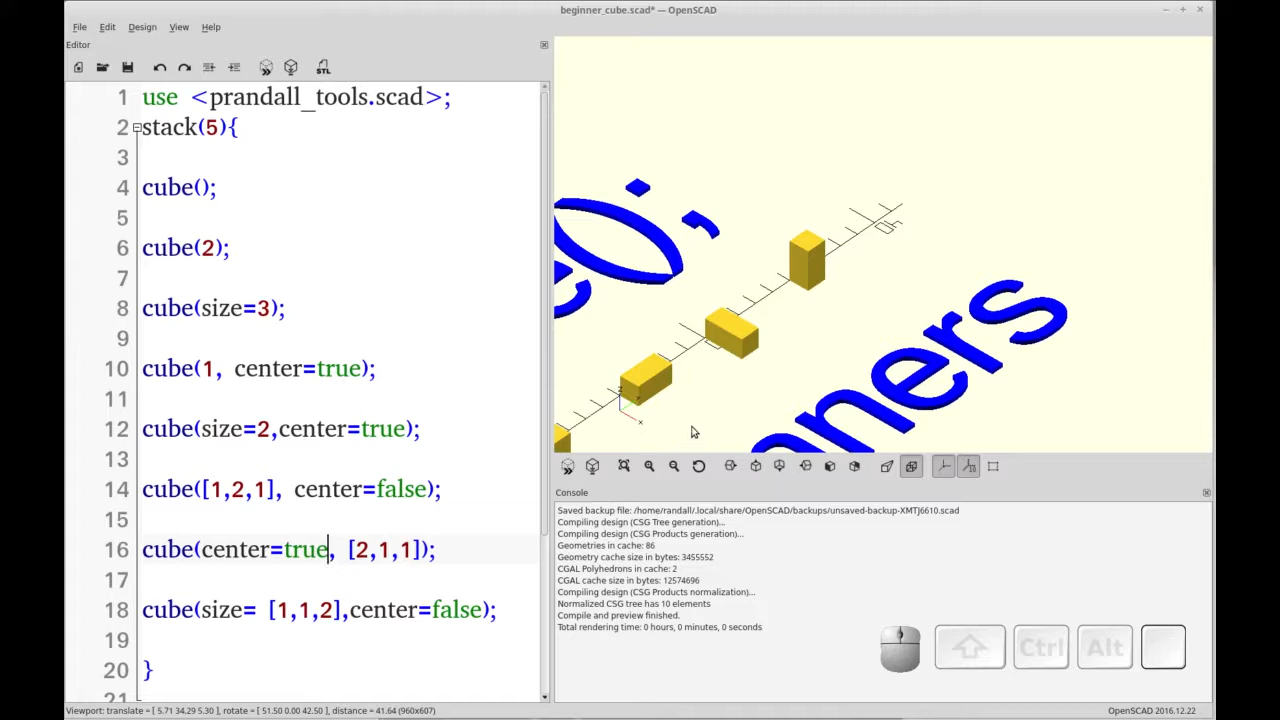 beginner_cube.scad* — OpenSCAD
File Edit Design View Help
Editor
STL
1 use <prandall_tools.scad>;
2 stack(5){
3
4 cube();
5
6 cube(2);
7
8 cube(size=3);
9
10 cube(1, center=true);
11
12 cube(size=2,center=true);
13
14 cube([1,2,1], center=false);
15
16 cube(center=true, [2,1,1]);
17
18 cube(size= [1,1,2],center=false);
19
20 }
21
();
ners
z
x
Console
Saved backup file: /home/randall/.local/share/OpenSCAD/backups/unsaved-backup-XMTJ6610.scad
Compiling design (CSG Tree generation)...
Compiling design (CSG Products generation)...
Geometries in cache: 86
Geometry cache size in bytes: 3455552
CGAL Polyhedrons in cache: 2
CGAL cache size in bytes: 12574696
Compiling design (CSG Products normalization)...
Normalized CSG tree has 10 elements
Compile and preview finished.
Total rendering time: 0 hours, 0 minutes, 0 seconds
Ctrl Alt
Viewport: translate = [ 5.71 34.29 5.30 ], rotate = [ 51.50 0.00 42.50 ], distance = 41.64 (960x607)
OpenSCAD 2016.12.22